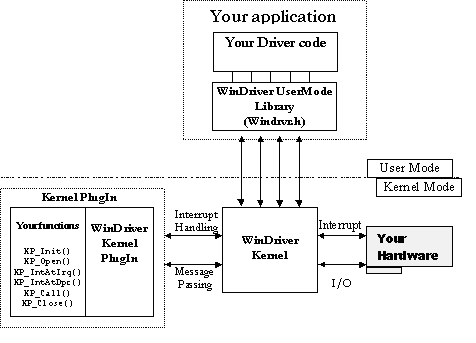 Your application
Your Driver code
WinDriver UserMode
Library
(Windrvr.h)
User Mode
Kernel Mode
Kernel PlugIn
Your functions
KP_Init()
KP_Open()
KP_IntAtIrq()
KP_IntAtDpc()
KP_Call()
KP_Close()
WinDriver
Kernel
PlugIn
Interrupt
Handling
Message
Passing
WinDriver
Kernel
Interrupt
I/O
Your
Hardware